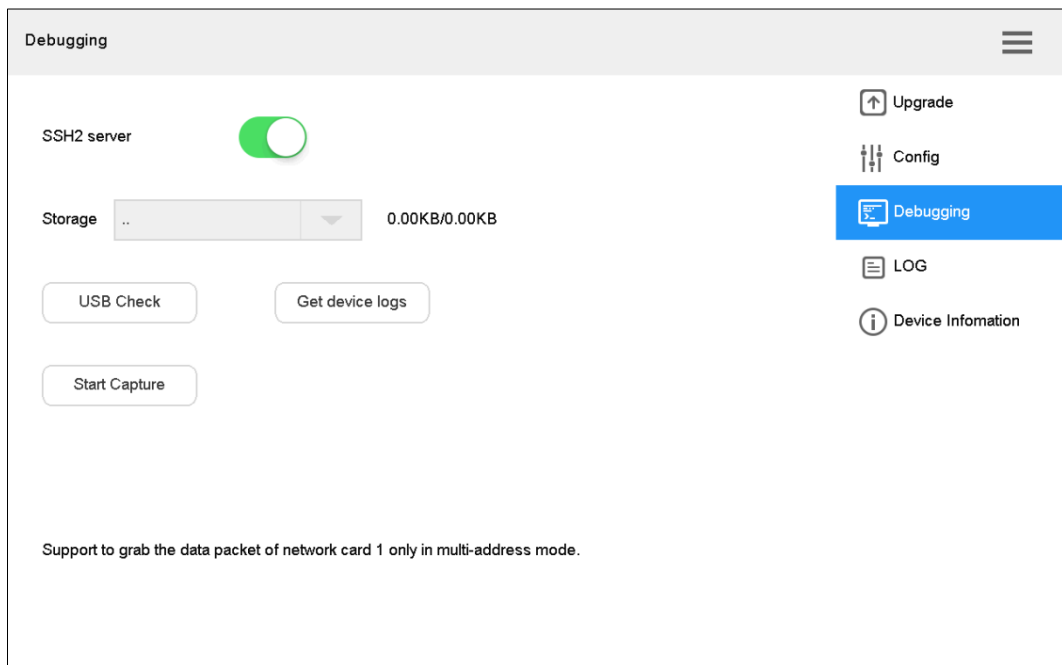 Debugging
SSH2 server
Storage .. 0.00KB/0.00KB
USB Check Get device logs
Start Capture
Support to grab the data packet of network card 1 only in multi-address mode.
Upgrade
Config
Debugging
LOG
Device Infomation